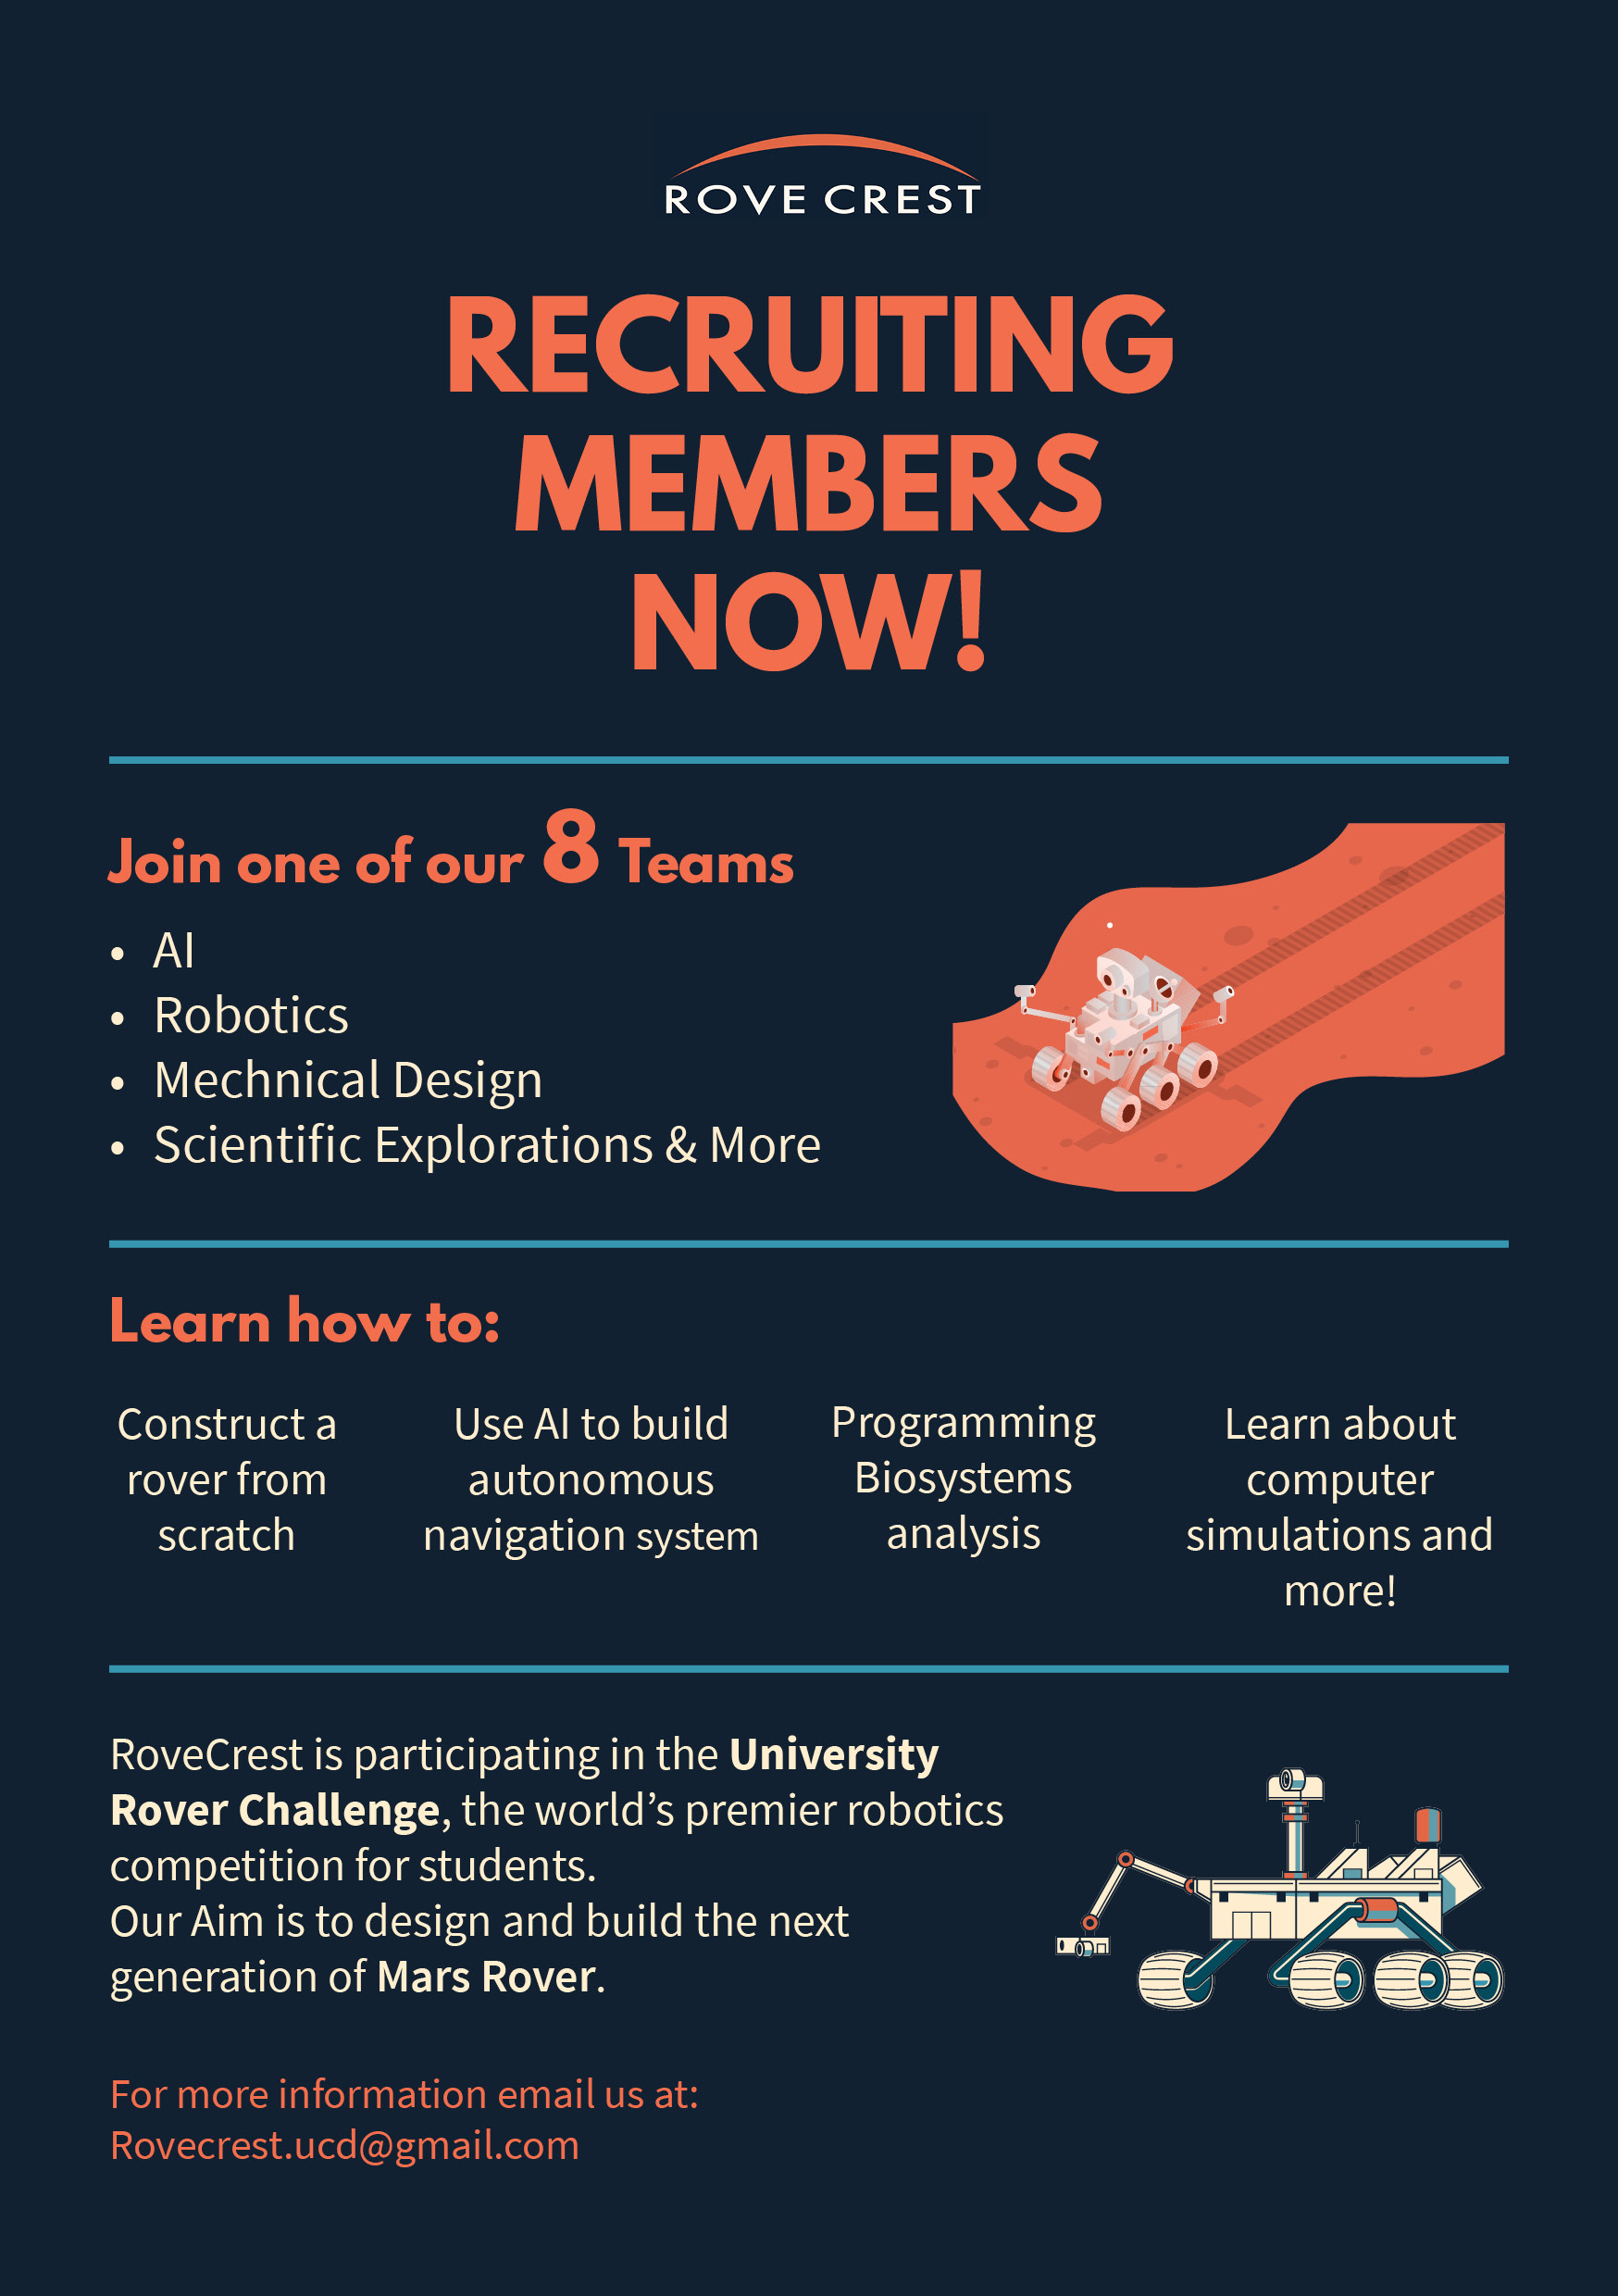 ROVE CREST
RECRUITING
MEMBERS
NOW!
Join one of our 8 Teams
• AI
• Robotics
• Mechnical Design
• Scientific Explorations & More
Learn how to:
Construct a
rover from
scratch
Use AI to build
autonomous
navigation system
Programming
Biosystems
analysis
Learn about
computer
simulations and
more!
RoveCrest is participating in the University
Rover Challenge, the world’s premier robotics
competition for students.
Our Aim is to design and build the next
generation of Mars Rover.
For more information email us at:
Rovecrest.ucd@gmail.com